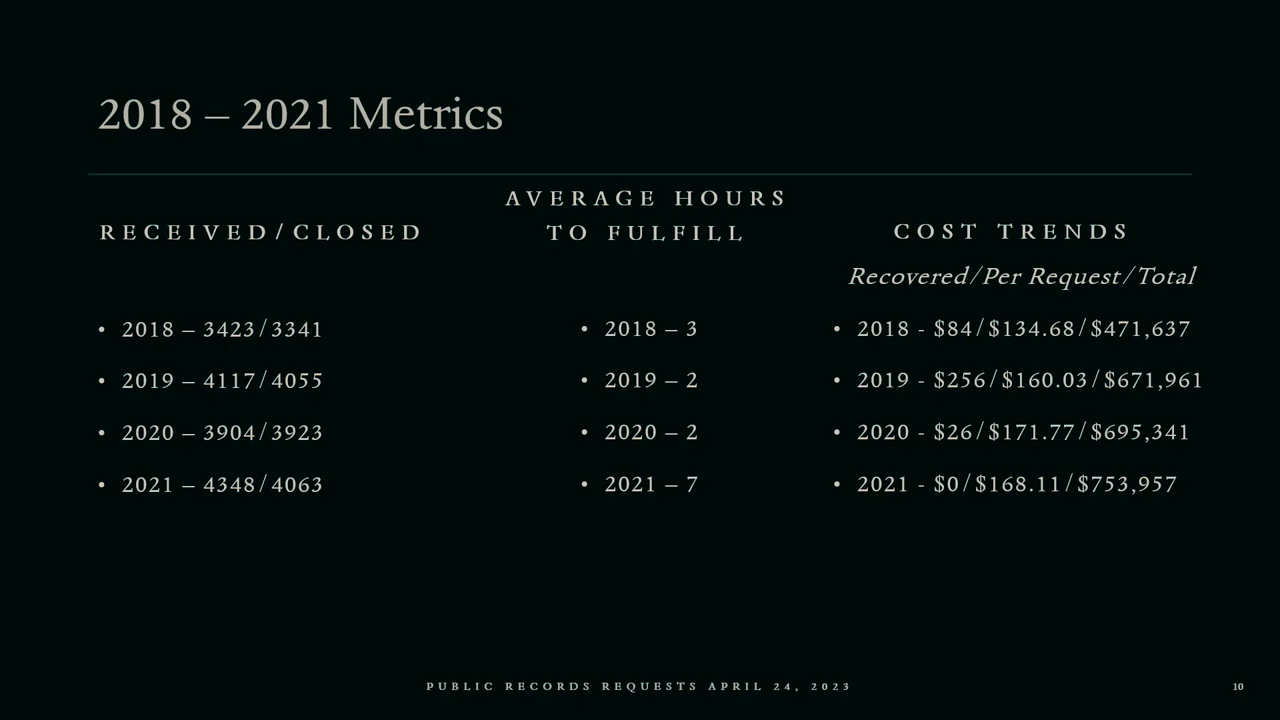 2018 – 2021 Metrics
RECEIVED/CLOSED
• 2018 – 3423/3341
• 2019 – 4117/4055
• 2020 – 3904/3923
• 2021 – 4348/4063
AVERAGE HOURS
TO FULFILL
• 2018 – 3
• 2019 – 2
• 2020 – 2
• 2021 – 7
COST TRENDS
Recovered/Per Request/Total
• 2018 - $84/$134.68/$471,637
• 2019 - $256/$160.03/$671,961
• 2020 - $26/$171.77/$695,341
• 2021 - $0/$168.11/$753,957
PUBLIC RECORDS REQUESTS APRIL 24, 2023
10